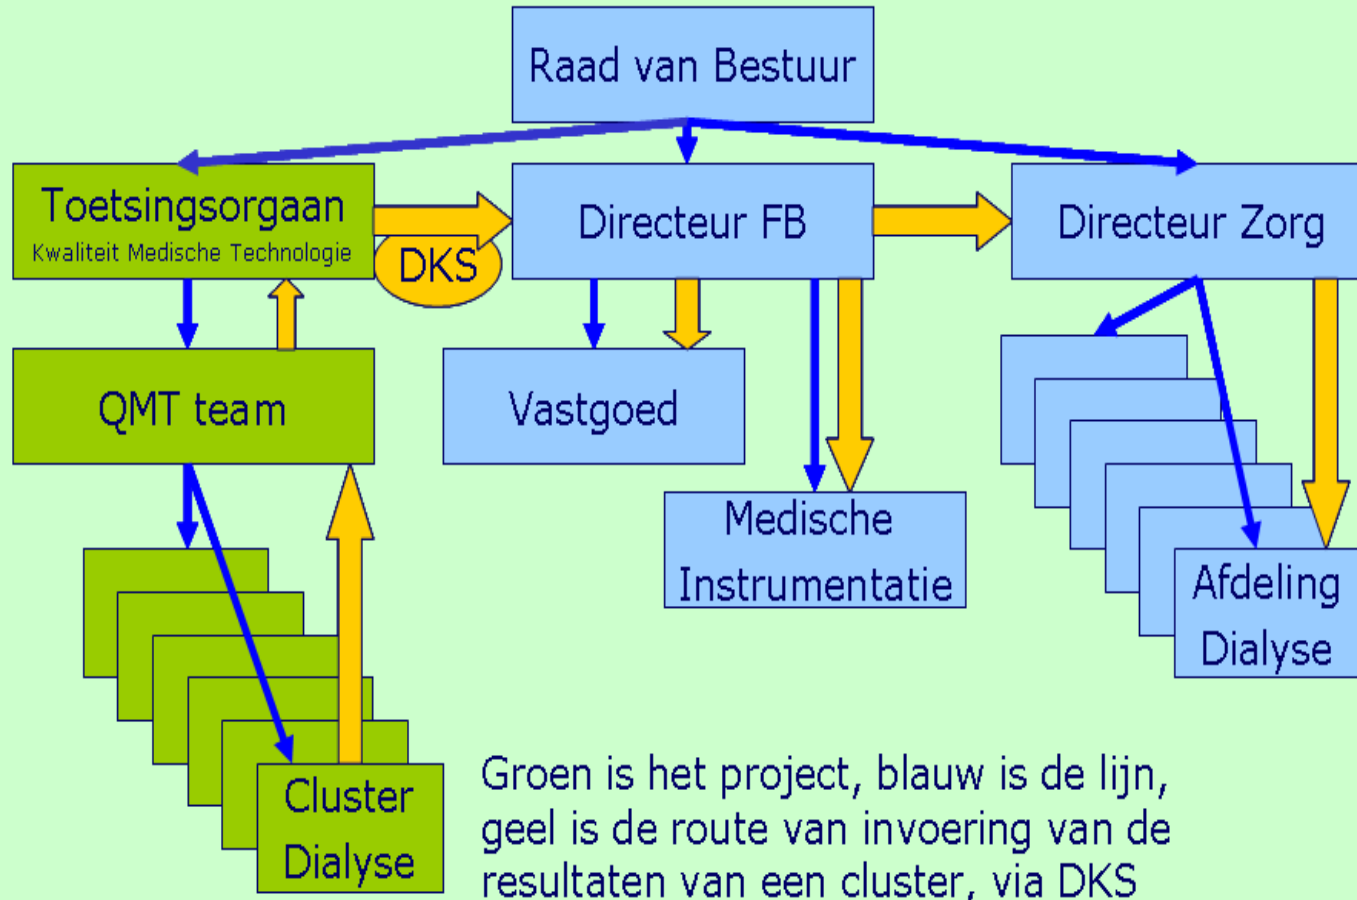 Raad van Bestuur
Toetsingsorgaan
Kwaliteit Medische Technologie
DKS
Directeur FB
Directeur Zorg
QMT team
Vastgoed
Medische
Instrumentatie
Afdeling
Dialyse
Cluster
Dialyse
Groen is het project, blauw is de lijn,
geel is de route van invoering van de
resultaten van een cluster, via DKS